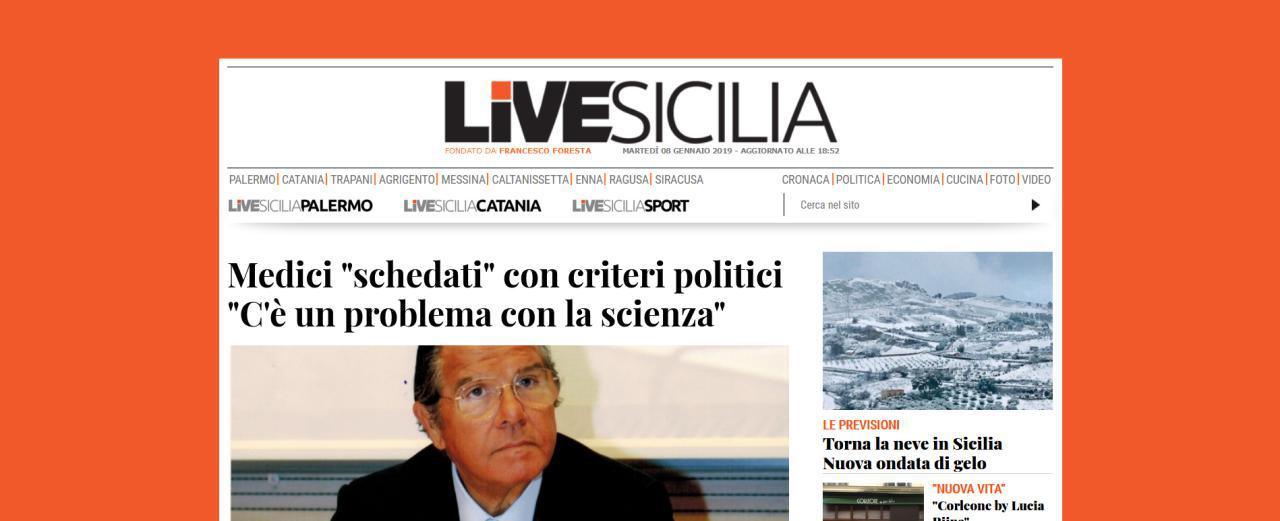 LiVESICILIA
FONDATO DA FRANCESCO FORESTA MARTEDÌ 08 GENNAIO 2019 - AGGIORNATO ALLE 18:52
PALERMO| CATANIA| TRAPANI| AGRIGENTO| MESSINA| CALTANISSETTA| ENNA| RAGUSA| SIRACUSA
CRONACA | POLITICA | ECONOMIA | CUCINA | FOTO | VIDEO
LiVESICILIAPALERMO LiVESICILIACATANIA LiVESICILIASPORT
Cerca nel sito
Medici "schedati" con criteri politici
"C'è un problema con la scienza"
LE PREVISIONI
Torna la neve in Sicilia
Nuova ondata di gelo
CORLEONE
"NUOVA VITA"
"Corleone by Lucia